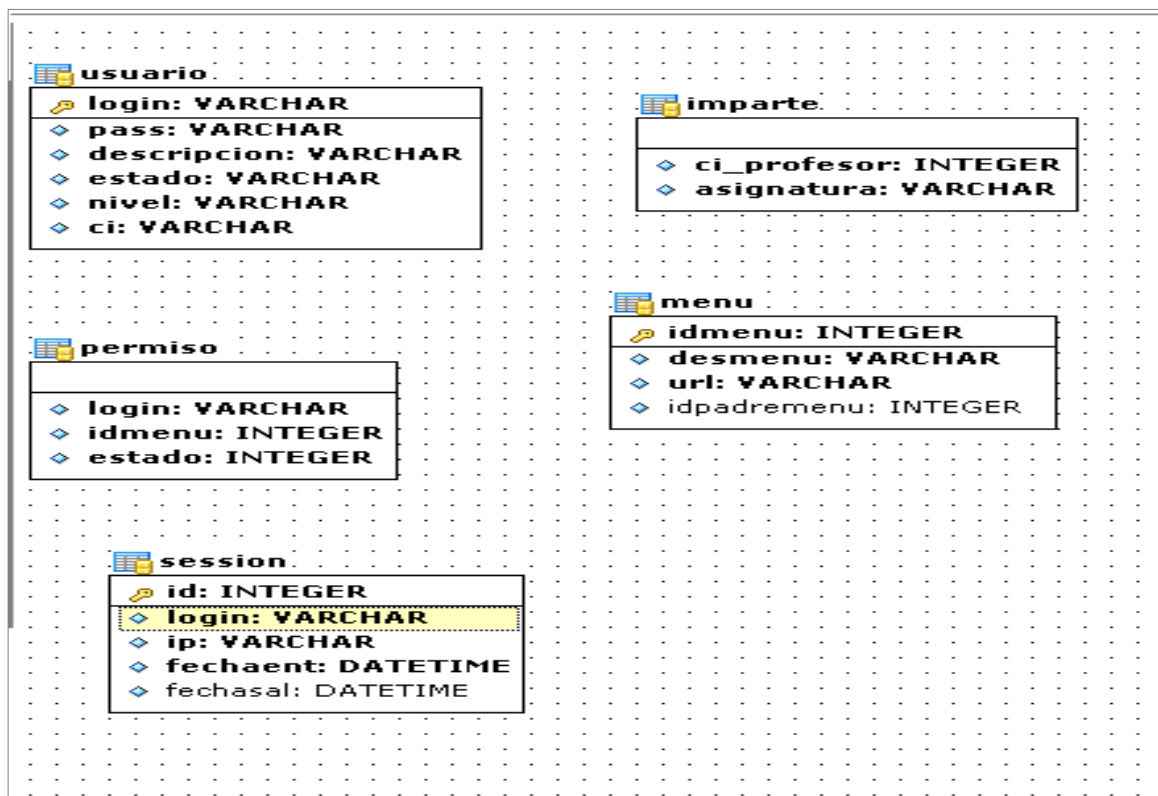 usuario
login: VARCHAR
pass: VARCHAR
descripcion: VARCHAR
estado: VARCHAR
nivel: VARCHAR
ci: VARCHAR
imparte
ci_profesor: INTEGER
asignatura: VARCHAR
permiso
login: VARCHAR
idmenu: INTEGER
estado: INTEGER
menu
idmenu: INTEGER
desmenu: VARCHAR
url: VARCHAR
idpadremenu: INTEGER
session
id: INTEGER
login: VARCHAR
ip: VARCHAR
fechaent: DATETIME
fechasal: DATETIME